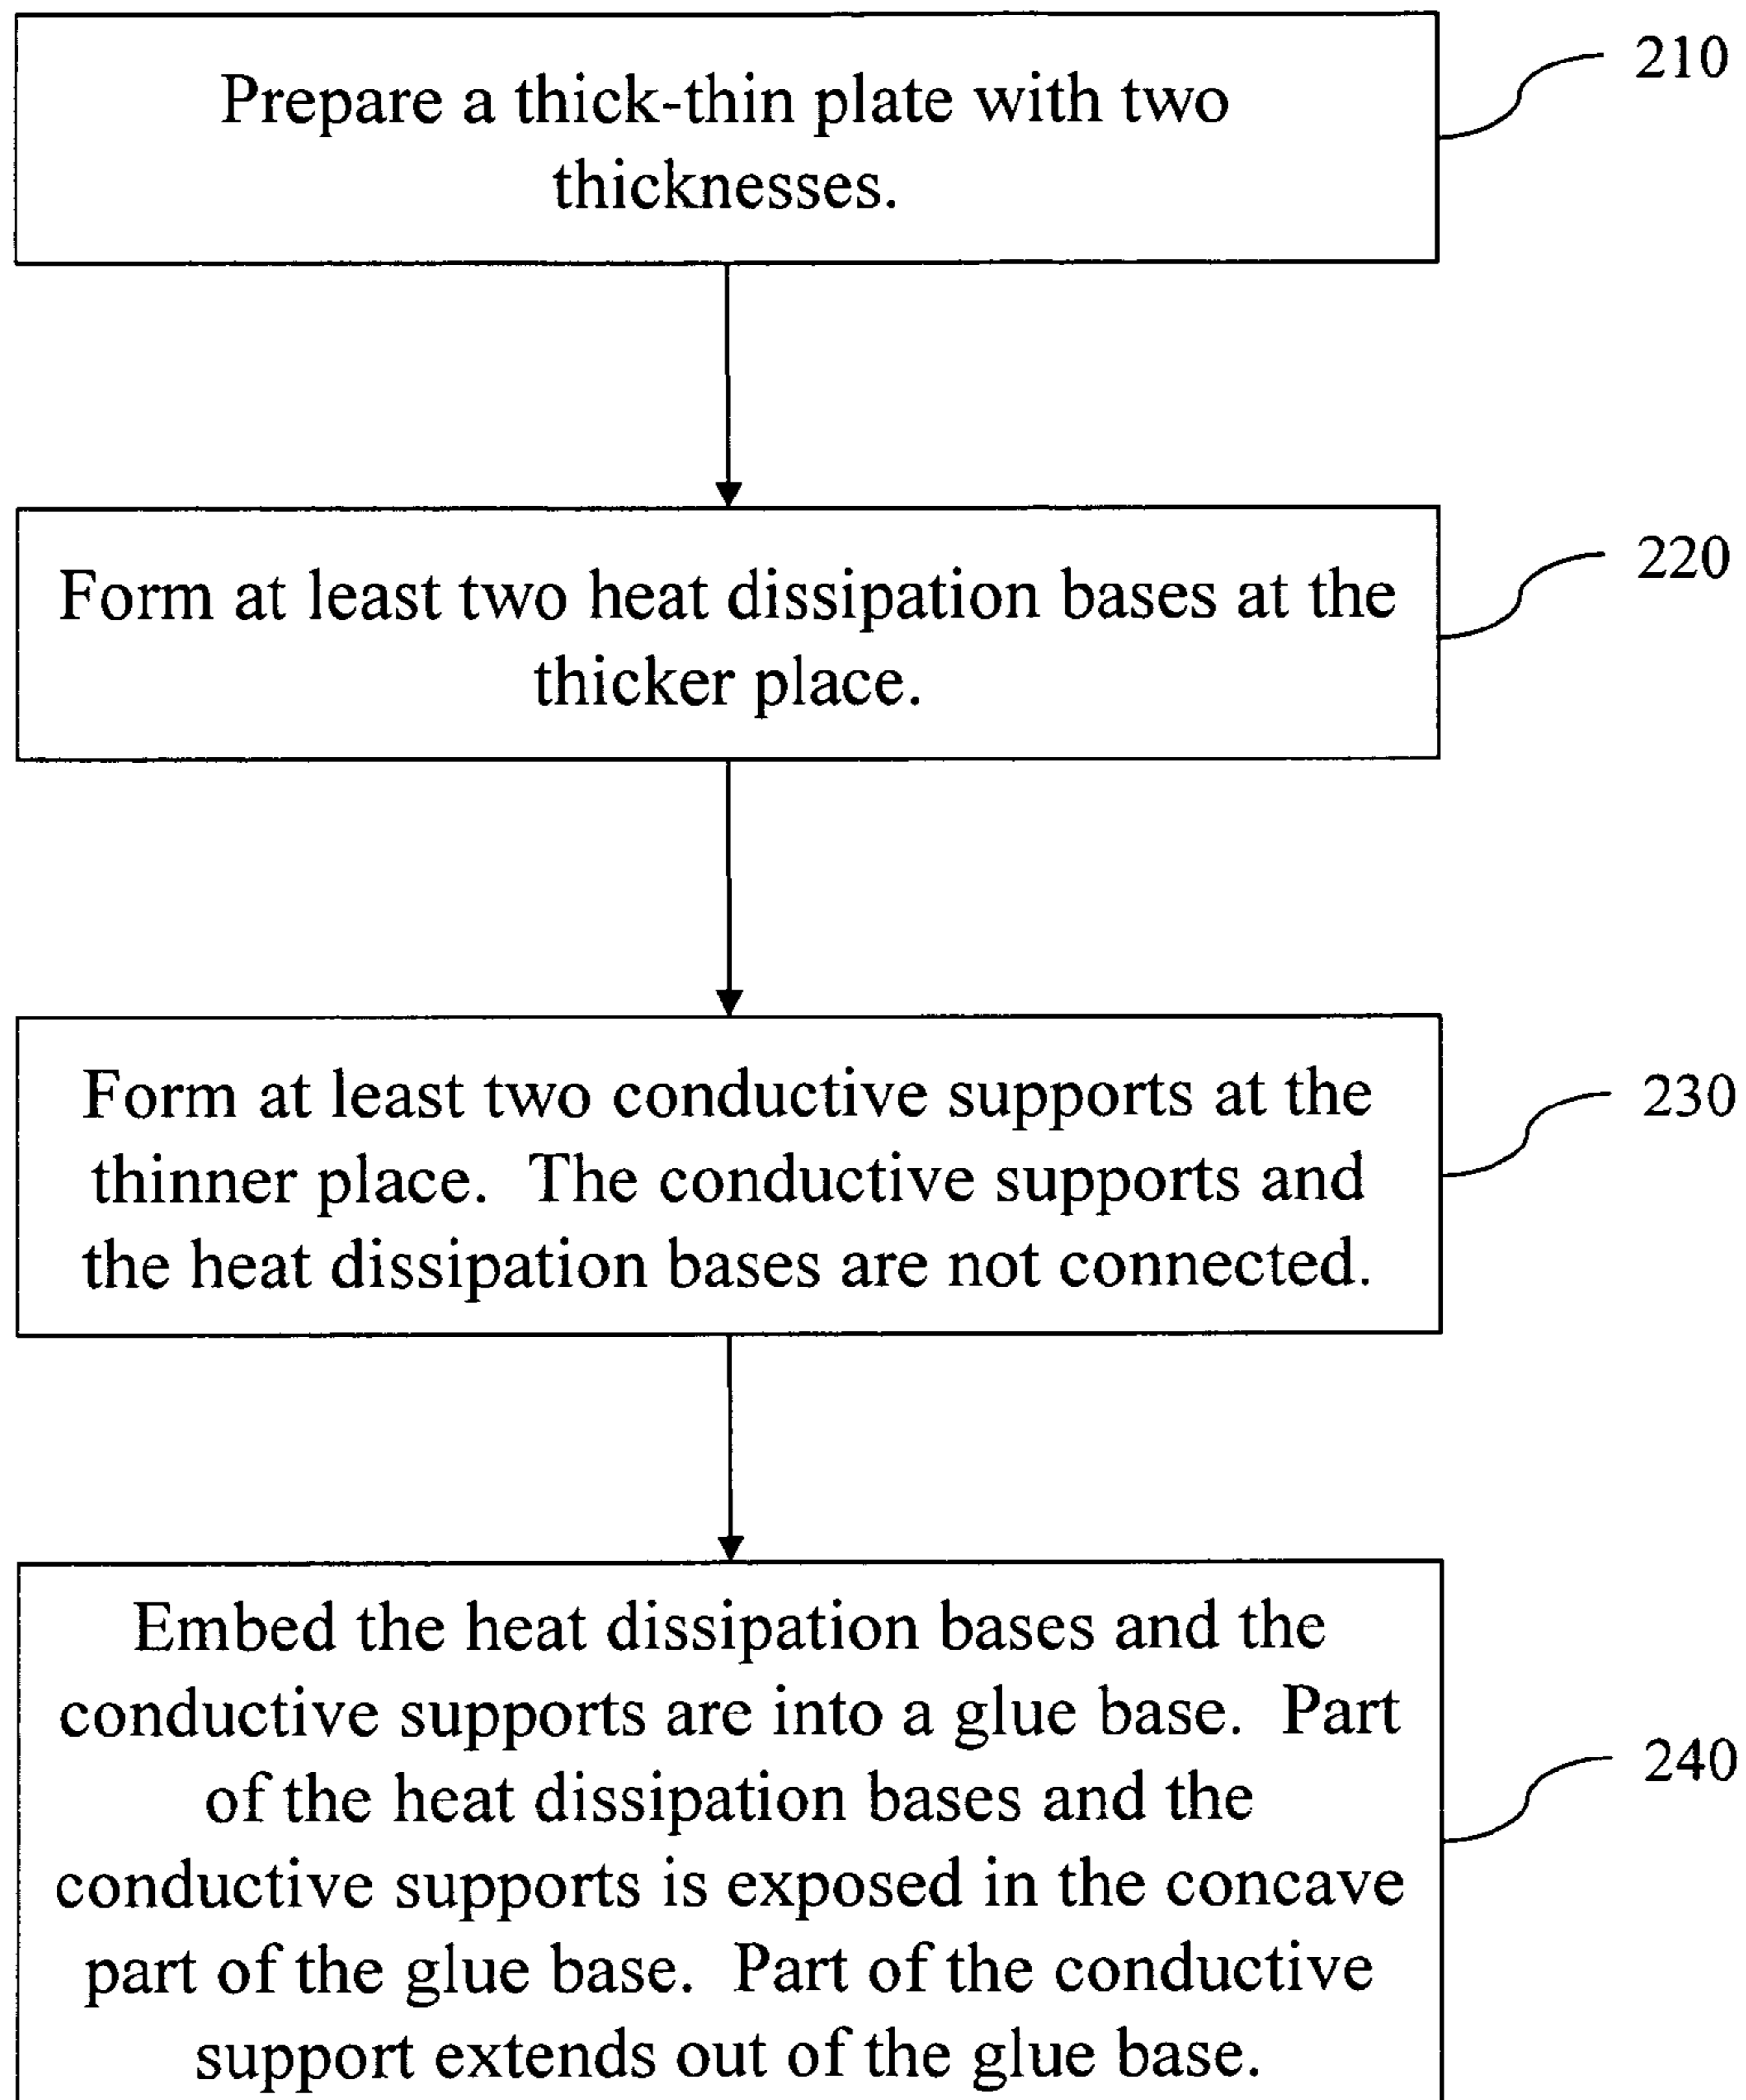 Prepare a thick-thin plate with two
thicknesses.
210
Form at least two heat dissipation bases at the
thicker place.
220
Form at least two conductive supports at the
thinner place.  The conductive supports and
the heat dissipation bases are not connected.
230
Embed the heat dissipation bases and the
conductive supports are into a glue base.  Part
of the heat dissipation bases and the
conductive supports is exposed in the concave
part of the glue base.  Part of the conductive
support extends out of the glue base.
240